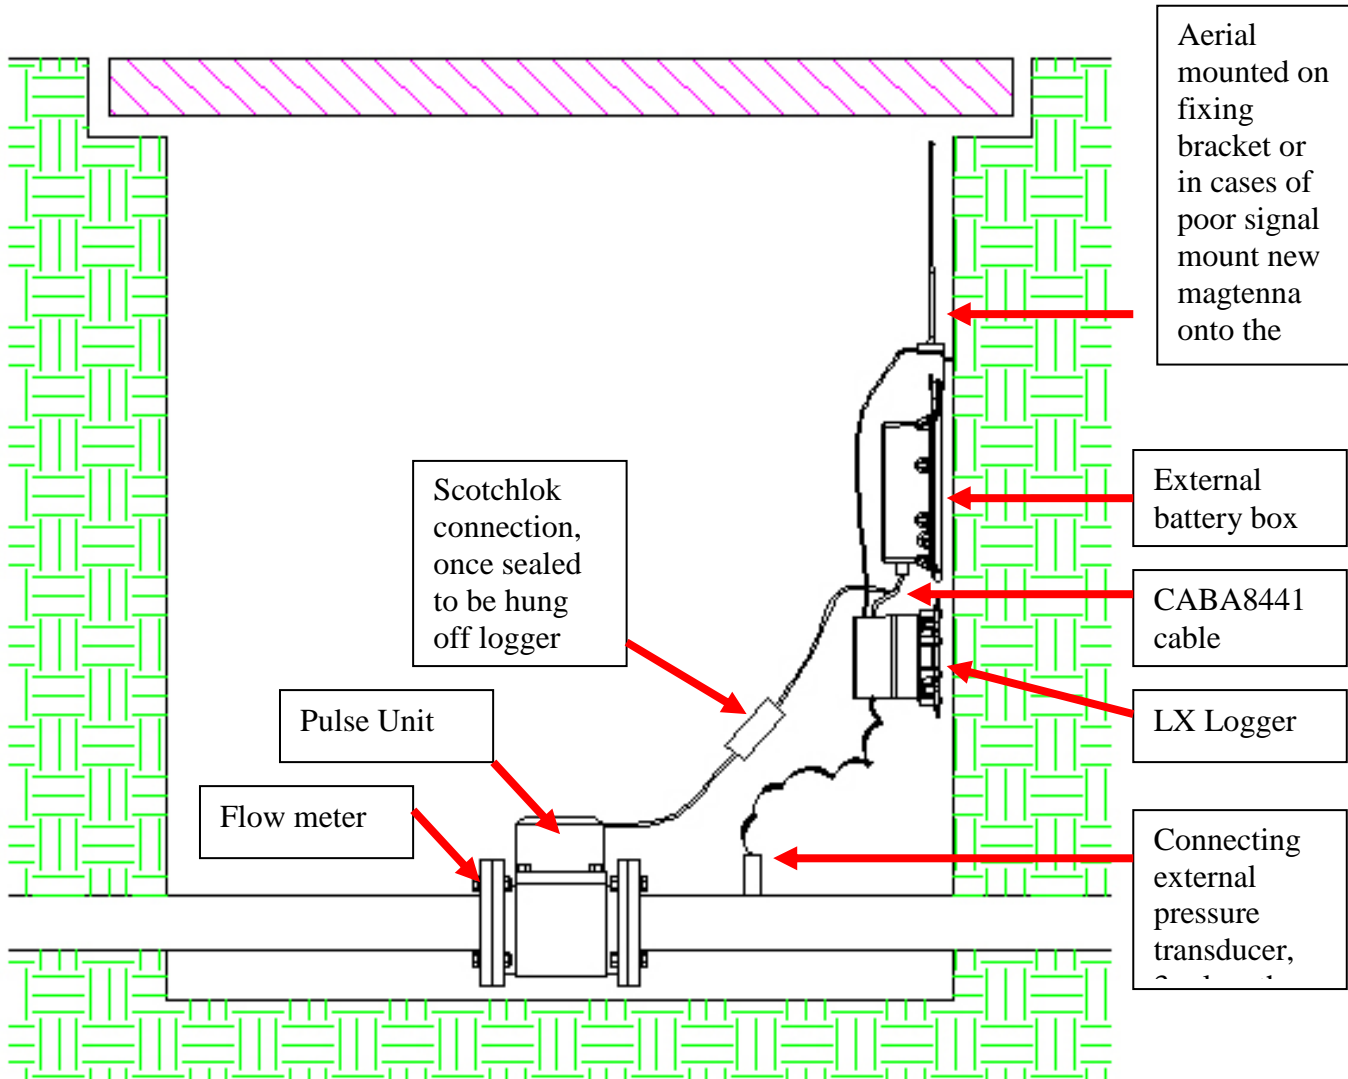 Aerial
mounted on
fixing
bracket or
in cases of
poor signal
mount new
magtenna
onto the
External
battery box
Scotchlok
connection,
once sealed
to be hung
off logger
CABA8441
cable
LX Logger
Pulse Unit
Flow meter
Connecting
external
pressure
transducer,